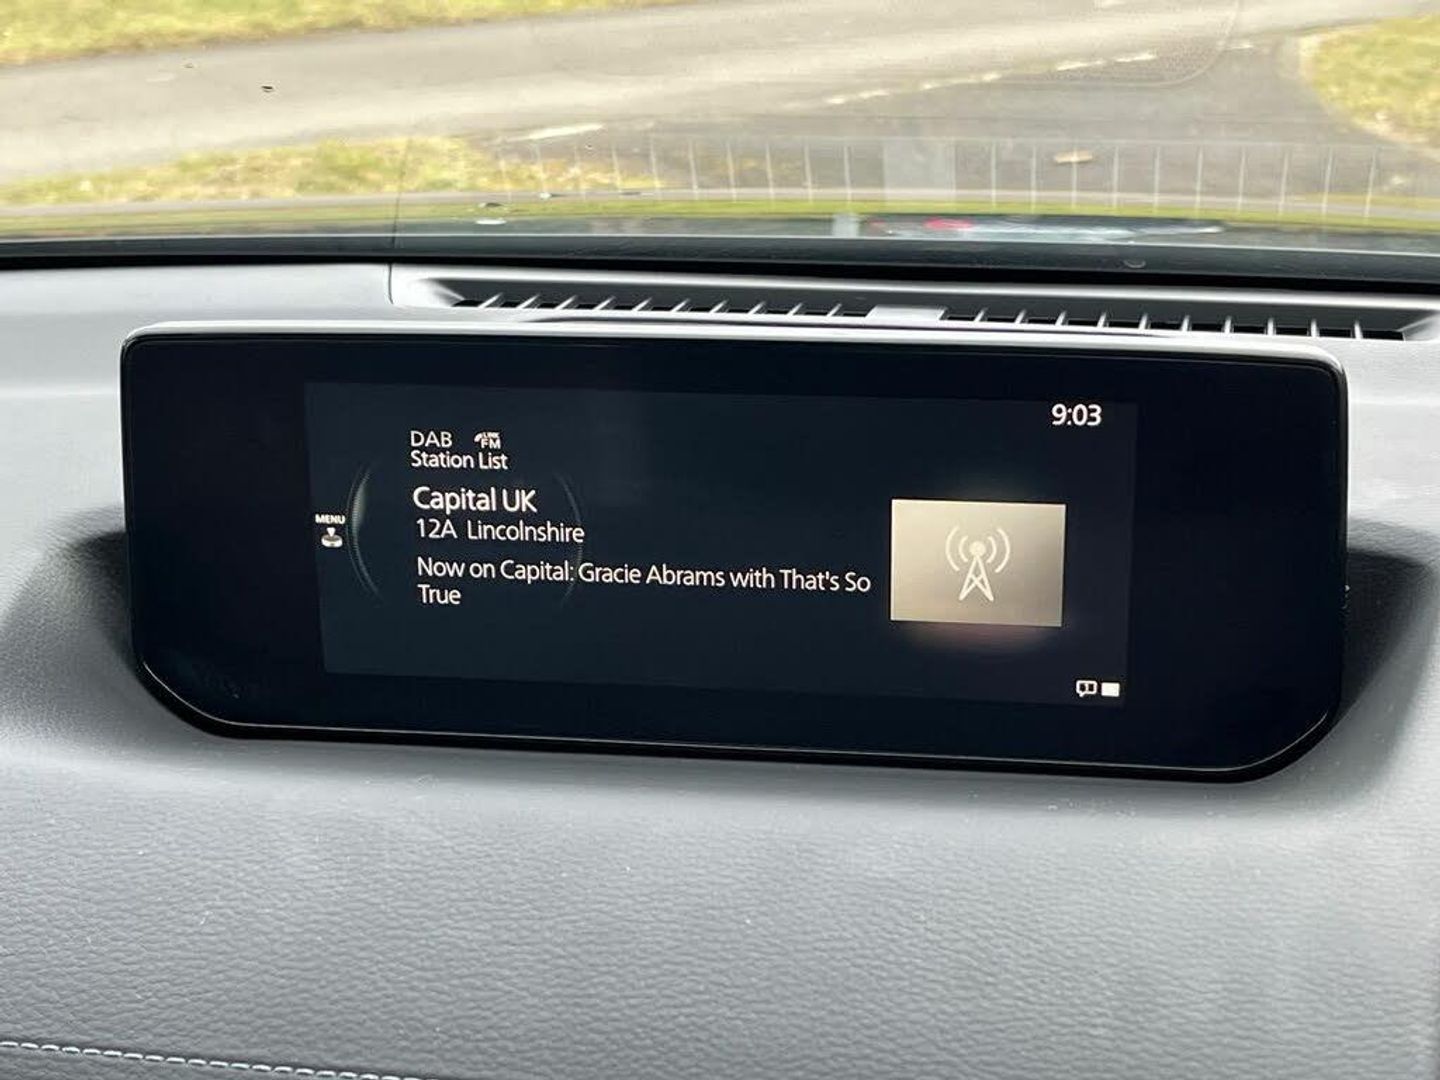 9:03
DAB LINK FM
Station List
Capital UK
MENU
12A Lincolnshire
Now on Capital: Gracie Abrams with That's So
True